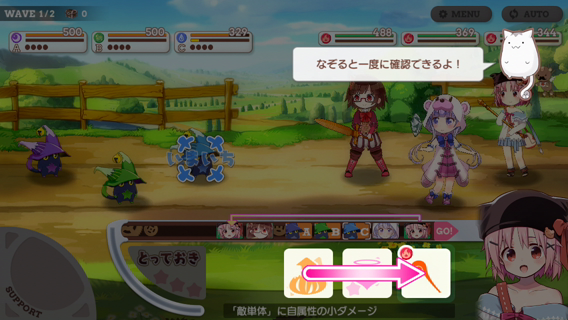 WAVE 1/2
0
MENU
AUTO
500
500
329
488
369
344
A
B
C
なぞると一度に確認できるよ！
いまいち
A B C
GO!
とっておき
SUPPORT
「敵単体」に自属性の小ダメージ